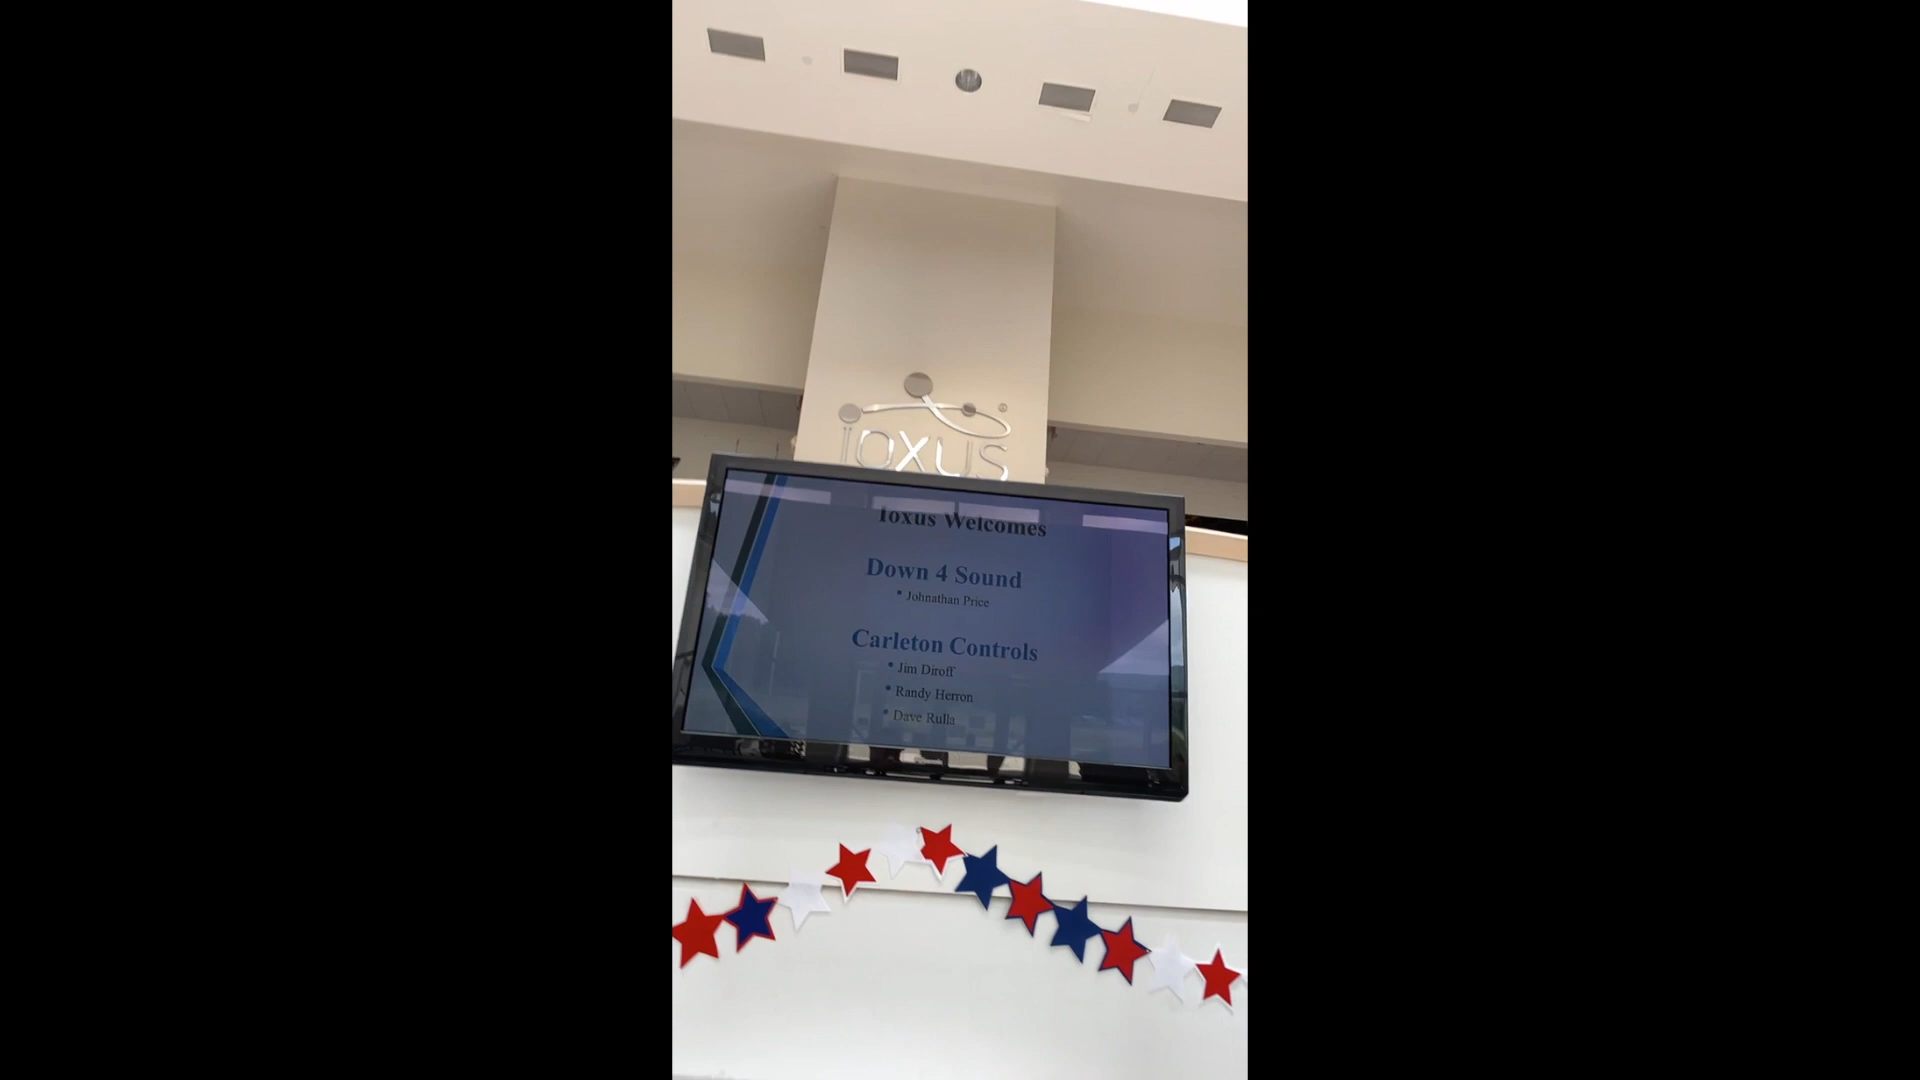 ioxus®
Ioxus Welcomes
Down 4 Sound
• Johnathan Price
Carleton Controls
• Jim Diroff
• Randy Herron
• Dave Rulla